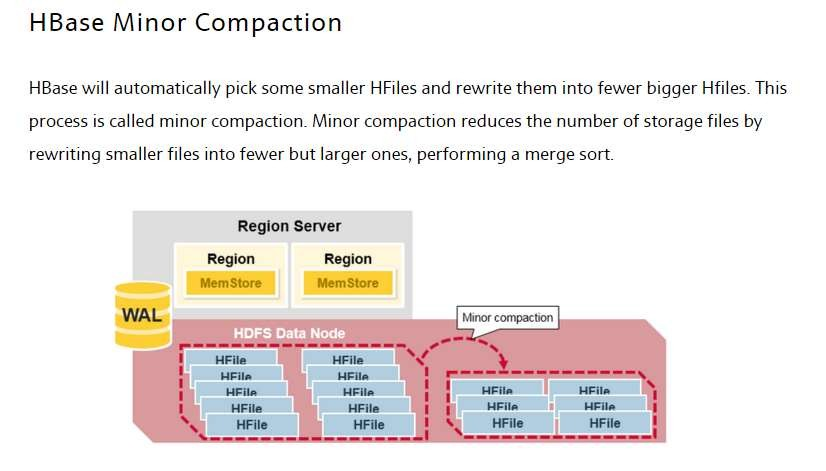 HBase Minor Compaction
HBase will automatically pick some smaller HFiles and rewrite them into fewer bigger Hfiles. This
process is called minor compaction. Minor compaction reduces the number of storage files by
rewriting smaller files into fewer but larger ones, performing a merge sort.
Region Server
Region Region
MemStore MemStore
WAL
Minor compaction
HDFS Data Node
HFile HFile
HFile HFile
HFile HFile
HFile HFile
HFile HFile
HFile HFile
HFile HFile
HFile HFile